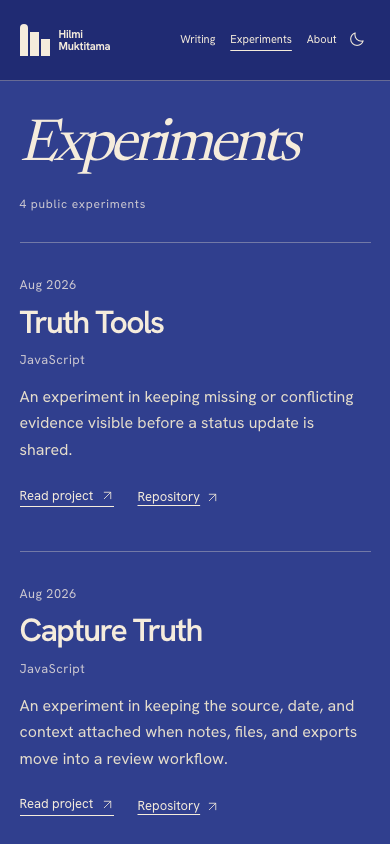 Hilmi
Muktitama
Writing Experiments About
Experiments
4 public experiments
Aug 2026
Truth Tools
JavaScript
An experiment in keeping missing or conflicting
evidence visible before a status update is
shared.
Read project Repository
Aug 2026
Capture Truth
JavaScript
An experiment in keeping the source, date, and
context attached when notes, files, and exports
move into a review workflow.
Read project Repository